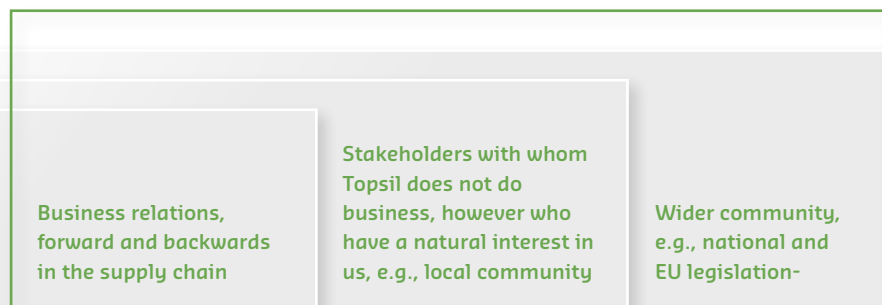 Business relations,
forward and backwards
in the supply chain
Stakeholders with whom
Topsil does not do
business, however who
have a natural interest in
us, e.g., local community
Wider community,
e.g., national and
EU legislation-